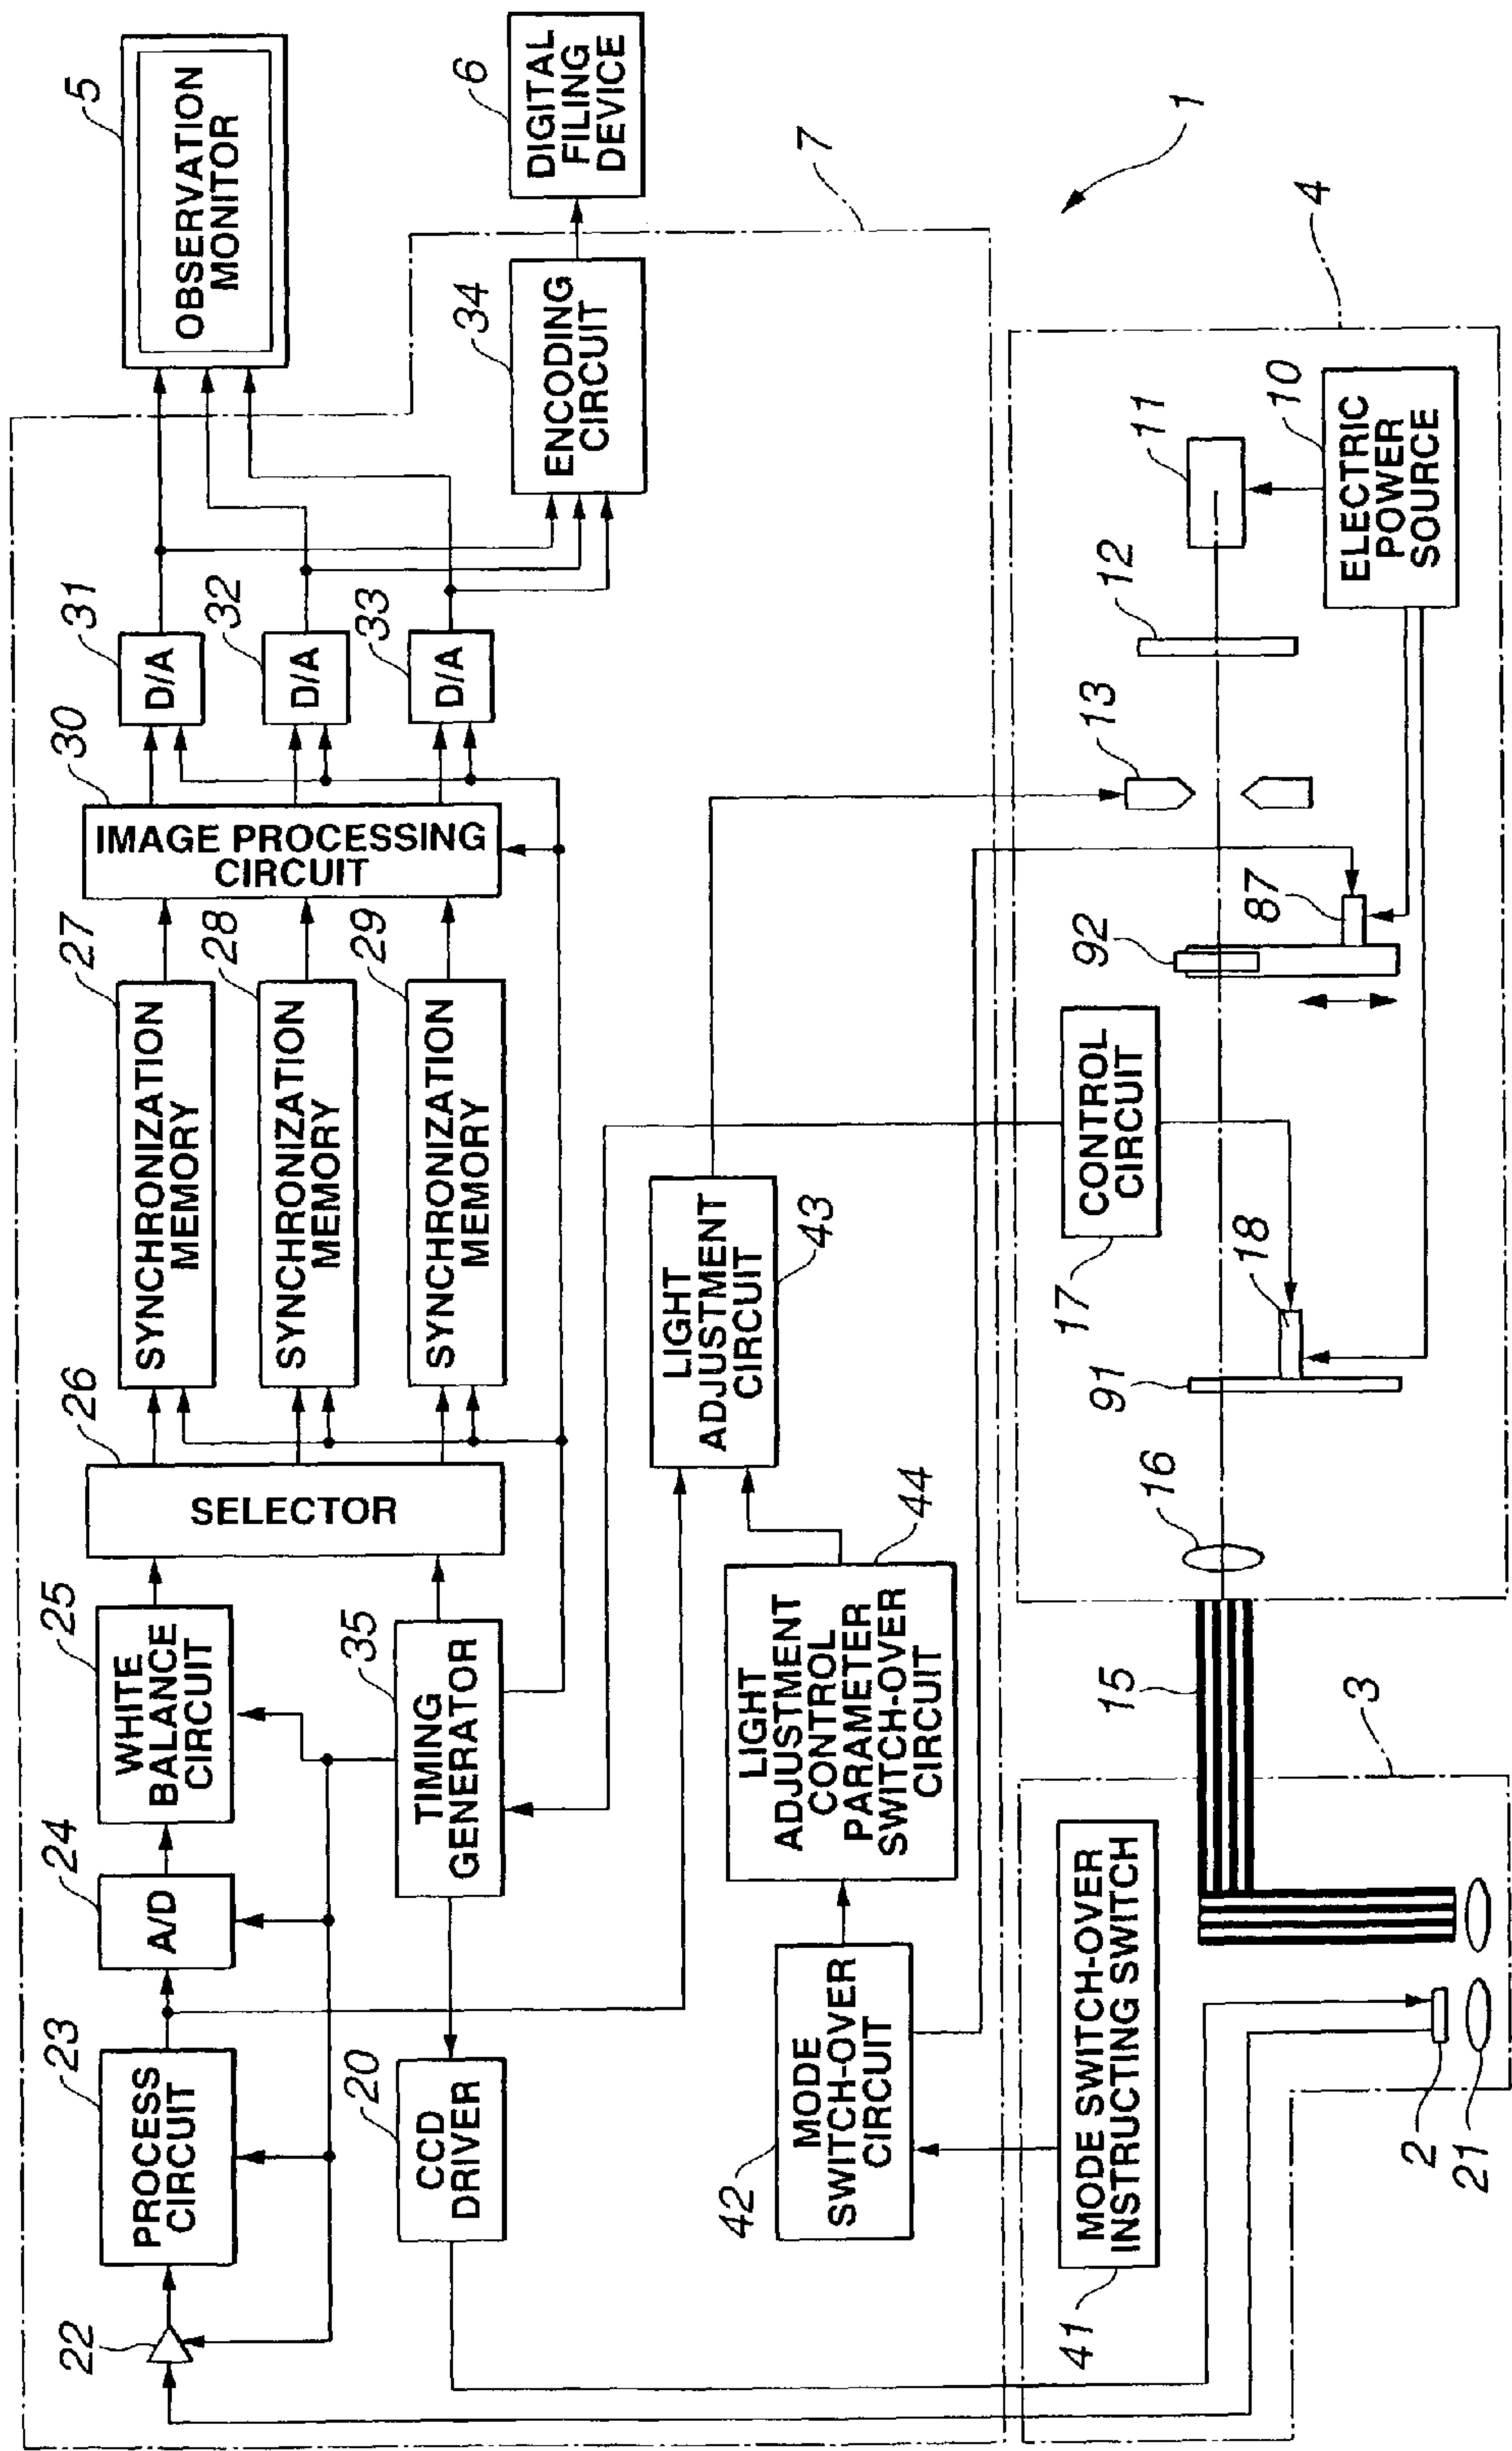 5
OBSERVATION
MONITOR
6
DIGITAL
FILING
DEVICE
7
1
4
34
ENCODING
CIRCUIT
31
D/A
32
D/A
33
D/A
30
IMAGE PROCESSING
CIRCUIT
27
SYNCHRONIZATION
MEMORY
28
SYNCHRONIZATION
MEMORY
29
SYNCHRONIZATION
MEMORY
26
SELECTOR
25
WHITE
BALANCE
CIRCUIT
24
A/D
23
PROCESS
CIRCUIT
22
35
TIMING
GENERATOR
20
CCD
DRIVER
LIGHT
ADJUSTMENT
CIRCUIT
43
44
LIGHT
ADJUSTMENT
CONTROL
PARAMETER
SWITCH-OVER
CIRCUIT
42
MODE
SWITCH-OVER
CIRCUIT
41
MODE SWITCH-OVER
INSTRUCTING SWITCH
10
ELECTRIC
POWER
SOURCE
11
12
13
87
92
17
CONTROL
CIRCUIT
18
91
16
15
3
2
21